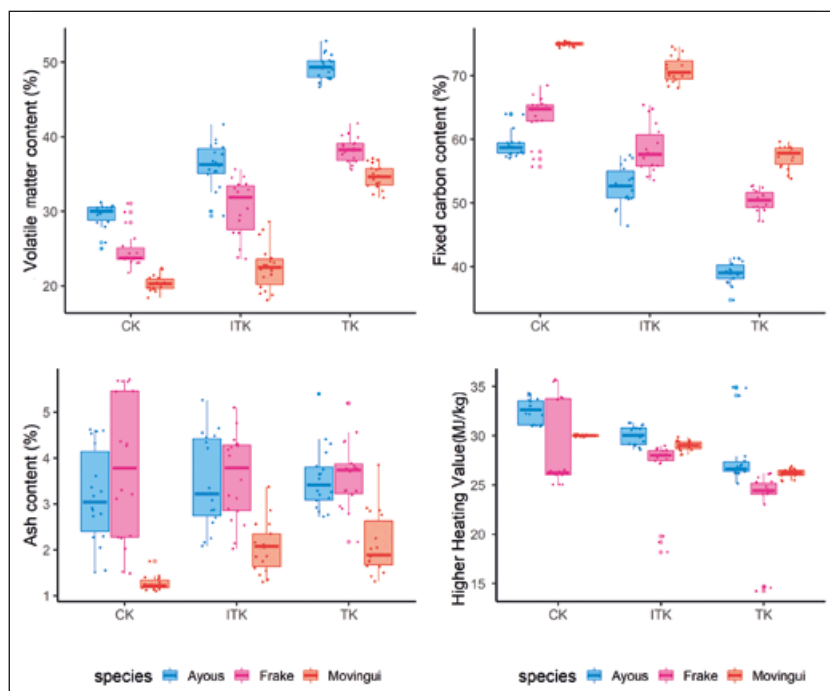 Volatile matter content (%)
50
40
30
20
CK ITK TK
Fixed carbon content (%)
70
60
50
40
CK ITK TK
Ash content (%)
5
4
3
2
1
CK ITK TK
Higher Heating Value(MJ/kg)
35
30
25
20
15
CK ITK TK
species Ayous Frake Movingui
species Ayous Frake Movingui